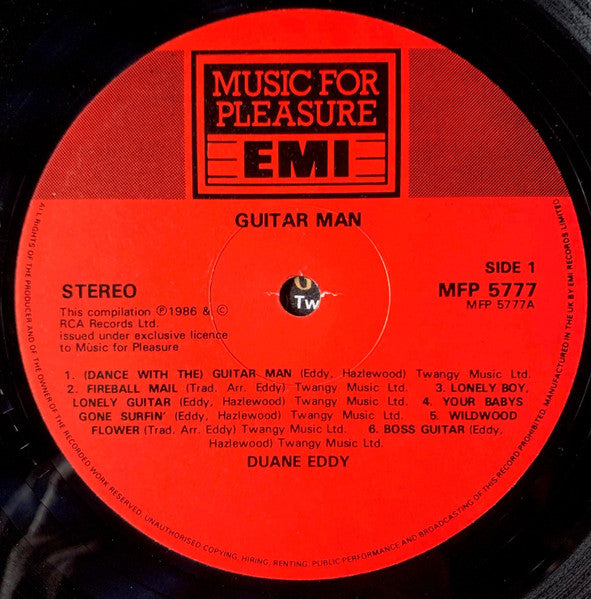 MUSIC FOR
PLEASURE
EMI
GUITAR MAN
STEREO
SIDE 1
MFP 5777
MFP 5777A
This compilation ℗1986 & ©
RCA Records Ltd.
issued under exclusive licence
to Music for Pleasure
Tw
1. (DANCE WITH THE) GUITAR MAN (Eddy, Hazlewood) Twangy Music Ltd.
2. FIREBALL MAIL (Trad. Arr. Eddy) Twangy Music Ltd. 3. LONELY BOY,
LONELY GUITAR (Eddy, Hazlewood) Twangy Music Ltd. 4. YOUR BABYS
GONE SURFIN' (Eddy, Hazlewood) Twangy Music Ltd. 5. WILDWOOD
FLOWER (Trad. Arr. Eddy) Twangy Music Ltd. 6. BOSS GUITAR (Eddy,
Hazlewood) Twangy Music Ltd.
DUANE EDDY
ALL RIGHTS OF THE PRODUCER AND OF THE OWNER OF THE RECORDED WORK RESERVED. UNAUTHORISED COPYING, HIRING, RENTING, PUBLIC PERFORMANCE AND BROADCASTING OF THIS RECORD PROHIBITED. MANUFACTURED IN THE UK BY EMI RECORDS LIMITED